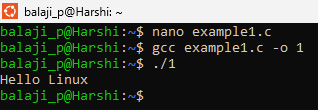 balaji_p@Harshi: ~
balaji_p@Harshi:~$ nano example1.c
balaji_p@Harshi:~$ gcc example1.c -o 1
balaji_p@Harshi:~$ ./1
Hello Linux
balaji_p@Harshi:~$